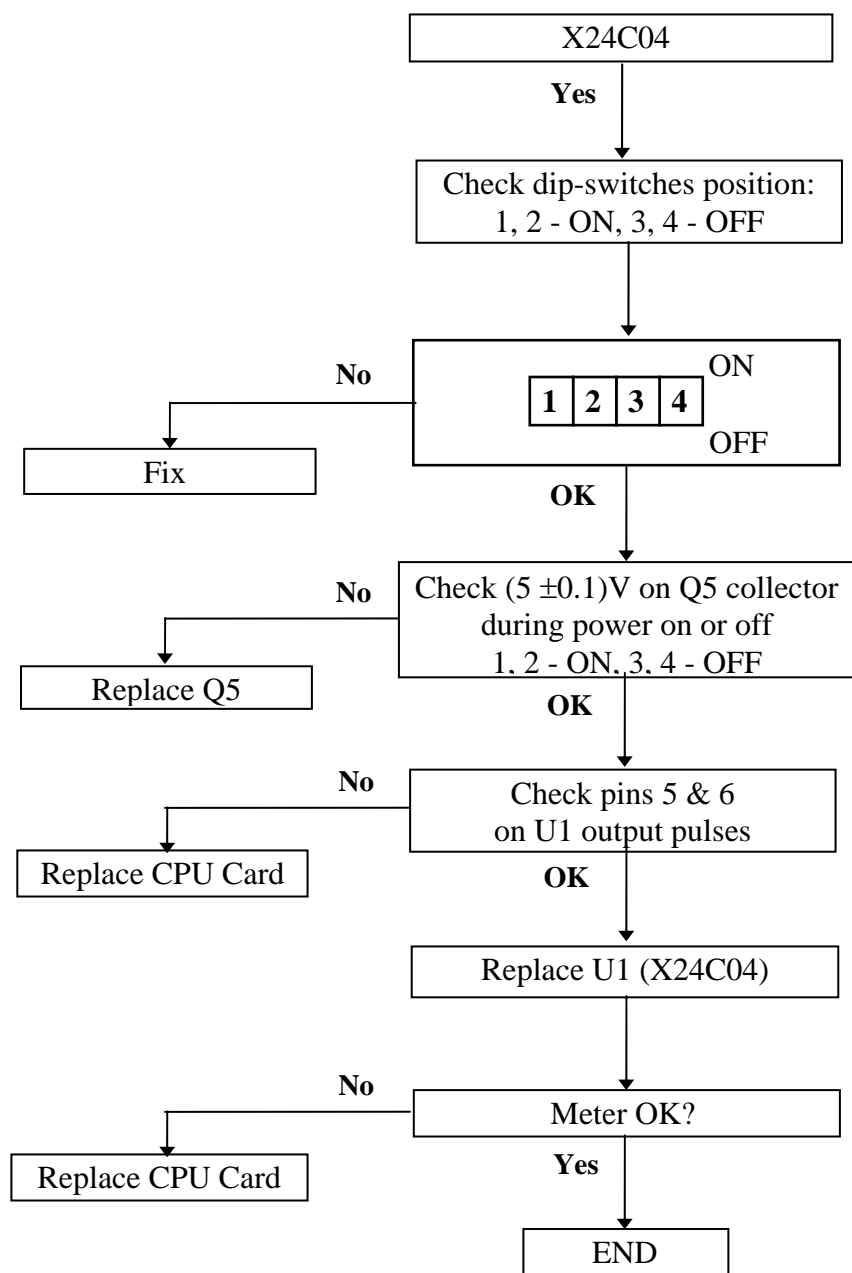 X24C04
Yes
Check dip-switches position:
1, 2 - ON, 3, 4 - OFF
ON
No
1 2 3 4
OFF
Fix
OK
Check (5 ±0.1)V on Q5 collector
No
during power on or off
1, 2 - ON, 3, 4 - OFF
Replace Q5
OK
No
Check pins 5 & 6
on U1 output pulses
Replace CPU Card
OK
Replace U1 (X24C04)
No
Meter OK?
Yes
Replace CPU Card
END